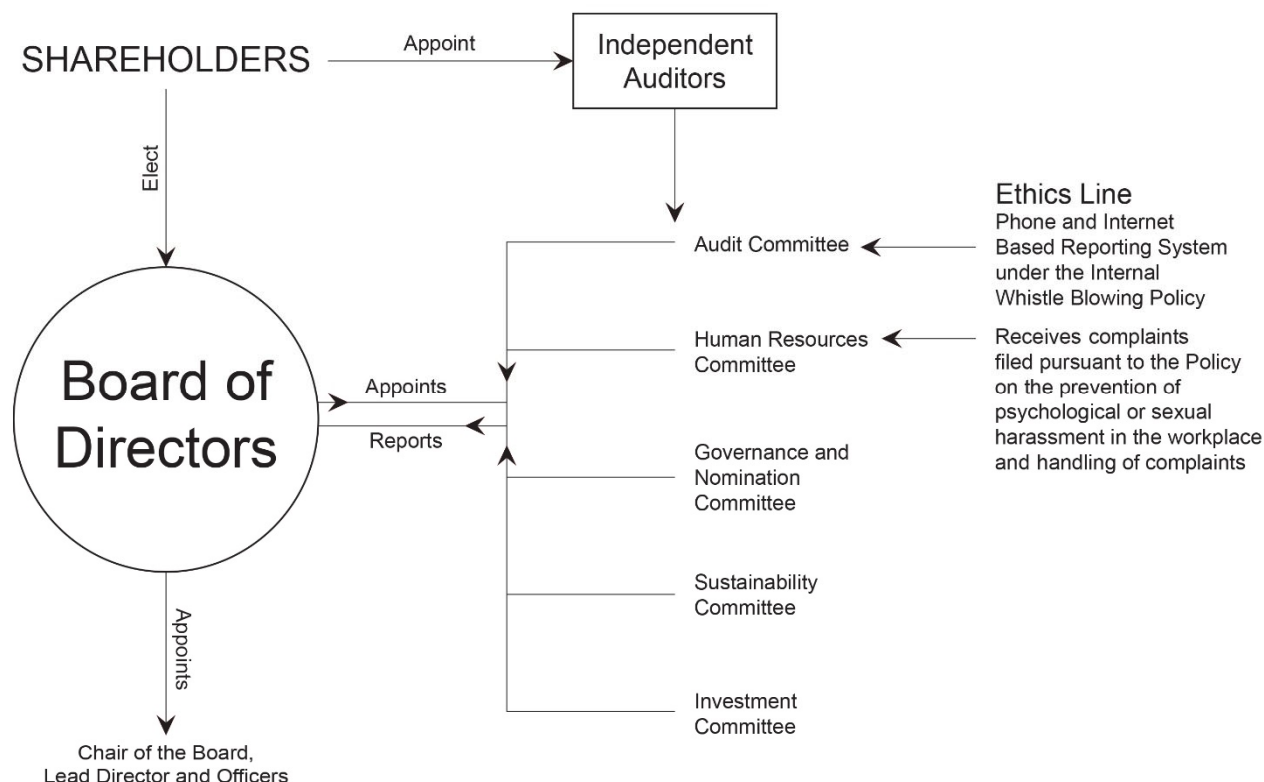 SHAREHOLDERS
Appoint
Independent
Auditors
Elect
Ethics Line
Phone and Internet
Based Reporting System
under the Internal
Whistle Blowing Policy
Audit Committee
Human Resources
Committee
Receives complaints
filed pursuant to the Policy
on the prevention of
psychological or sexual
harassment in the workplace
and handling of complaints
Board of
Directors
Appoints
Reports
Governance and
Nomination
Committee
Sustainability
Committee
Investment
Committee
Appoints
Chair of the Board,
Lead Director and Officers